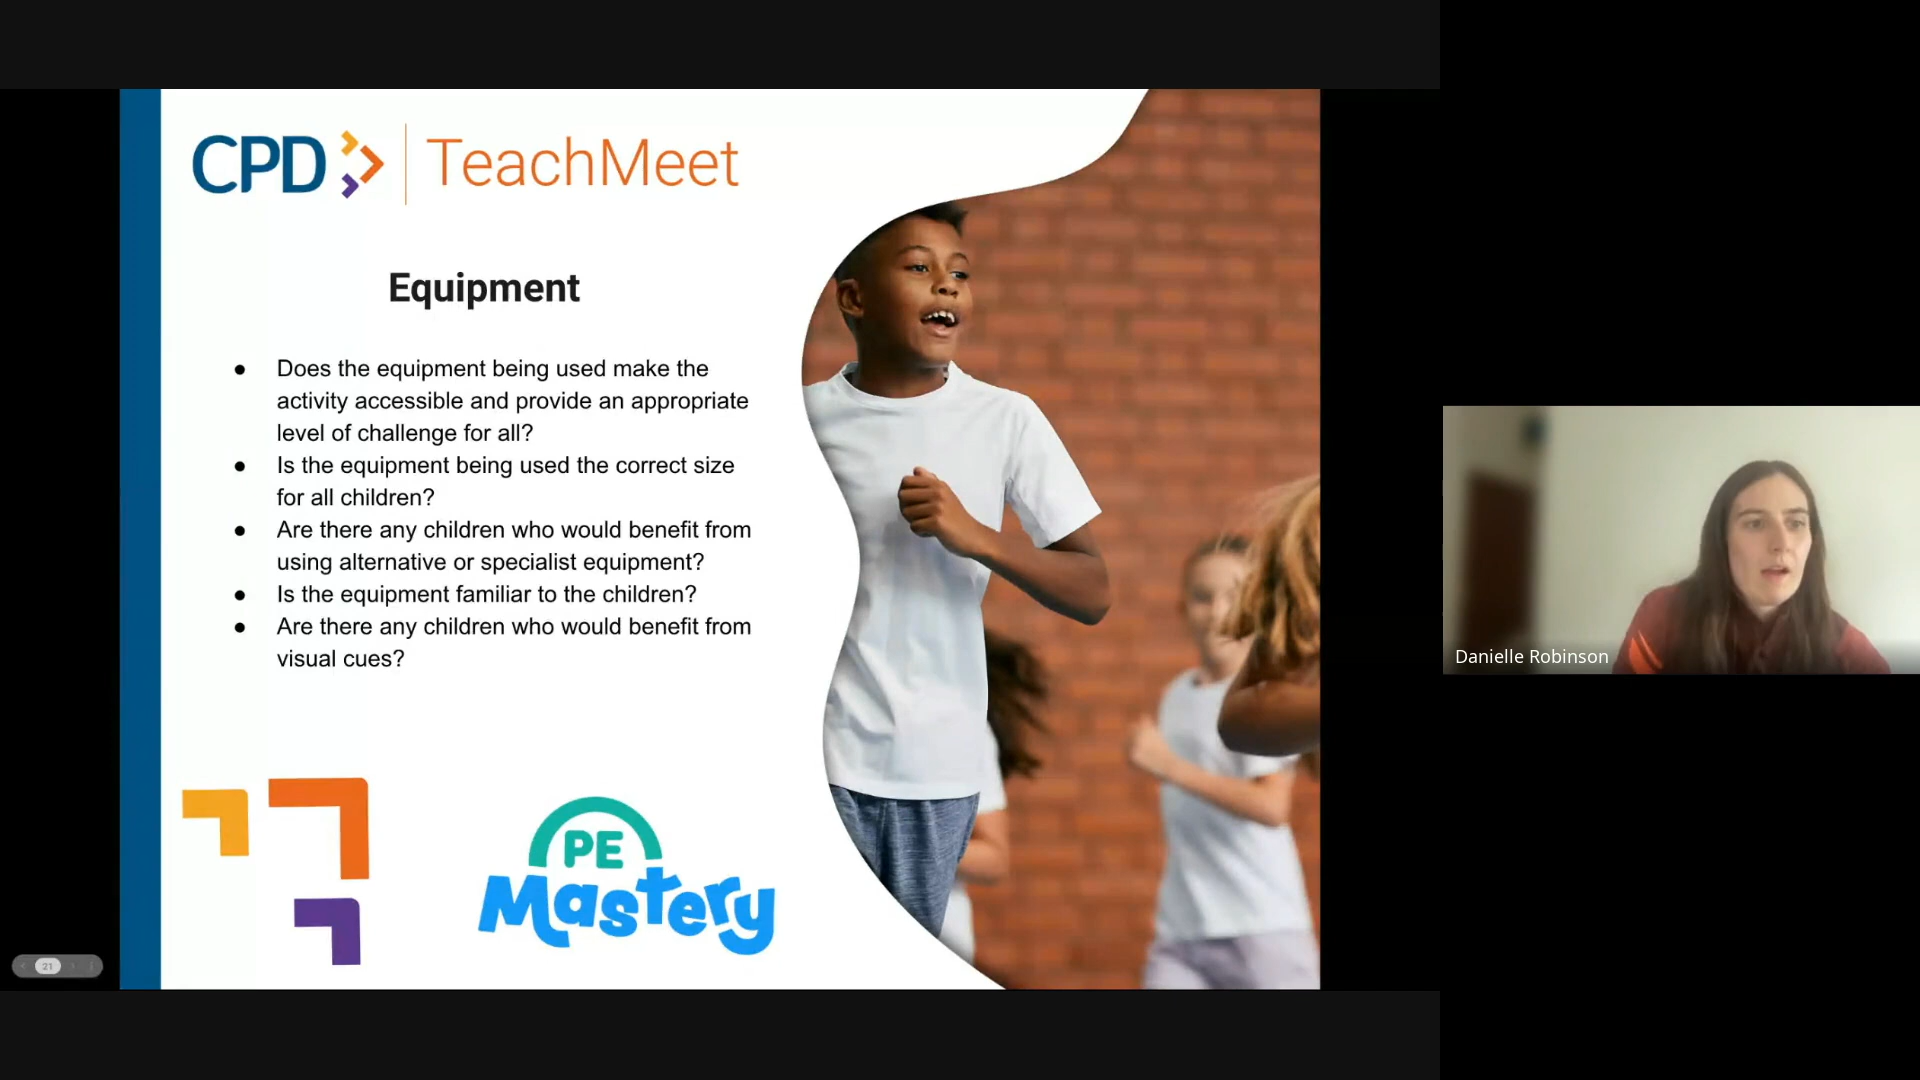 CPD
TeachMeet
Equipment
● Does the equipment being used make the
activity accessible and provide an appropriate
level of challenge for all?
● Is the equipment being used the correct size
for all children?
● Are there any children who would benefit from
using alternative or specialist equipment?
● Is the equipment familiar to the children?
● Are there any children who would benefit from
visual cues?
PE
Mastery
21
Danielle Robinson